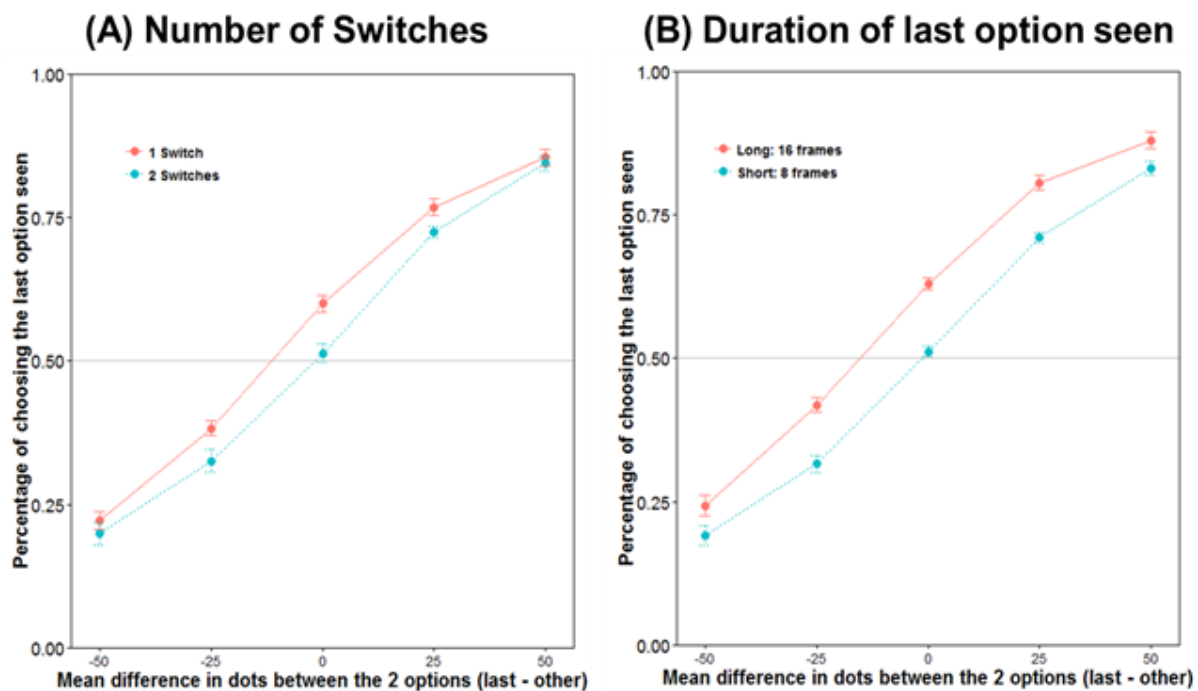 (A) Number of Switches
Percentage of choosing the last option seen
1.00
0.75
0.50
0.25
0.00
1 Switch
2 Switches
-50 -25 0 25 50
Mean difference in dots between the 2 options (last - other)
(B) Duration of last option seen
Percentage of choosing the last option seen
1.00
0.75
0.50
0.25
0.00
Long: 16 frames
Short: 8 frames
-50 -25 0 25 50
Mean difference in dots between the 2 options (last - other)